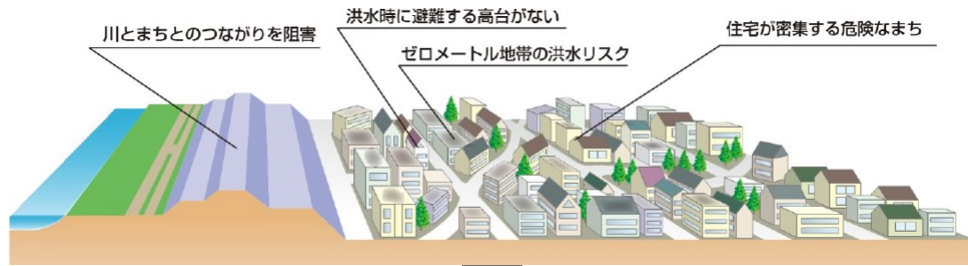 洪水時に避難する高台がない
川とまちとのつながりを阻害
住宅が密集する危険なまち
ゼロメートル地帯の洪水リスク